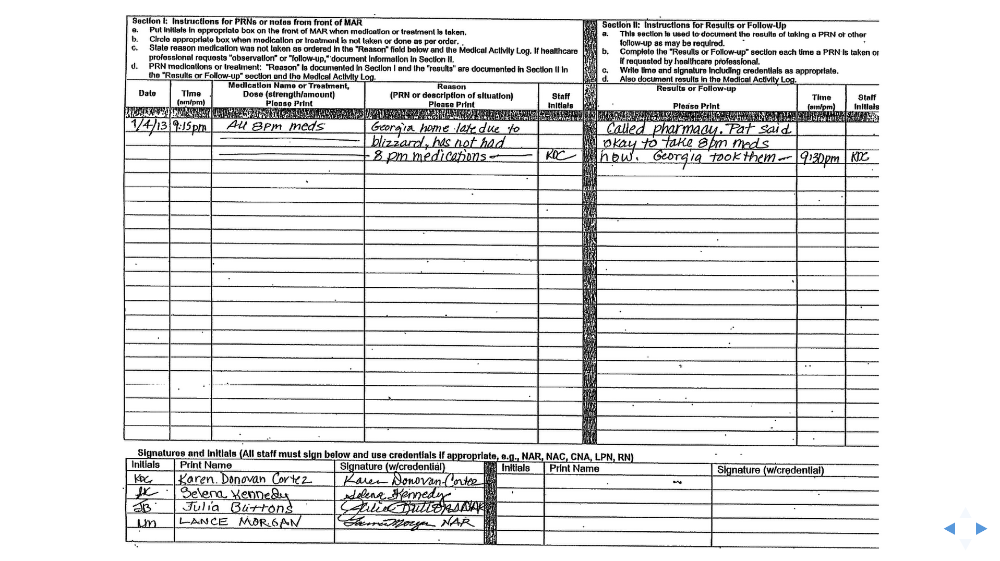 Section I: Instructions for PRNs or notes from front of MAR
a. Put initials in appropriate box on the front of MAR when medication or treatment is taken.
b. Circle appropriate box when medication or treatment is not taken or done as per order.
c. State reason medication was not taken as ordered in the "Reason" field below and the Medical Activity Log. If healthcare
professional requests "observation" or "follow-up," document information in Section II.
d. PRN medications or treatment: "Reason" is documented in Section I and the "results" are documented in Section II in
the "Results or Follow-up" section and the Medical Activity Log.
Section II: Instructions for Results or Follow-Up
a. This section is used to document the results of taking a PRN or other
follow-up as may be required.
b. Complete the "Results or Follow-up" section each time a PRN is taken or
if requested by healthcare professional.
c. Write time and signature including credentials as appropriate.
d. Also document results in the Medical Activity Log.
Date
Time
(am/pm)
Medication Name or Treatment,
Dose (strength/amount)
Please Print
Reason
(PRN or description of situation)
Please Print
Staff
Initials
Results or Follow-up
Please Print
Time
(am/pm)
Staff
Initials
1/4/13 9:15pm All 8pm meds Georgia home late due to Called pharmacy. Pat said
blizzard, has not had okay to take 8pm meds
8 pm medications KDC now. Georgia took them 9:30pm KDC
Signatures and Initials (All staff must sign below and use credentials if appropriate, e.g., NAR, NAC, CNA, LPN, RN)
Initials Print Name Signature (w/credential) Initials Print Name Signature (w/credential)
KDC Karen Donovan Cortez Karen Donovan-Cortez
SK Selena Kennedy Selena Kennedy
JB Julia Buttons Julia Buttons NAR
LM LANCE MORGAN Lance Morgan NAR